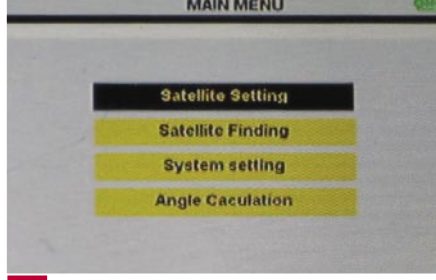 MAIN MENU
Satellite Setting
Satellite Finding
System setting
Angle Caculation